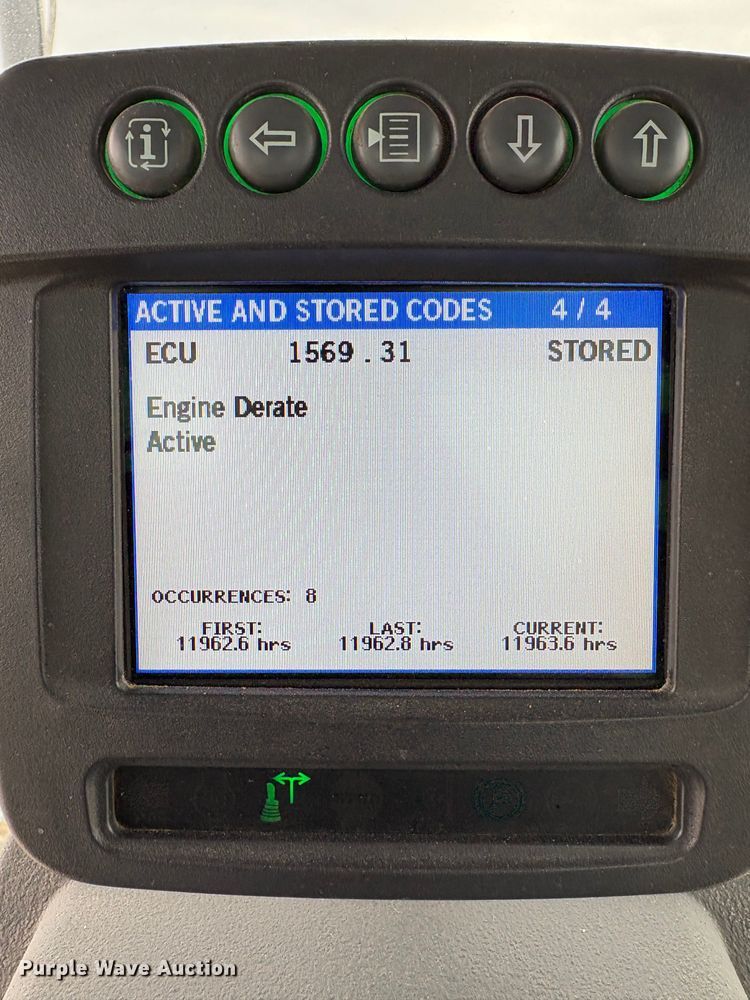 ACTIVE AND STORED CODES 4 / 4
ECU 1569 . 31 STORED
Engine Derate
Active
OCCURRENCES: 8
FIRST: LAST: CURRENT:
11962.6 hrs 11962.8 hrs 11963.6 hrs
Purple Wave Auction